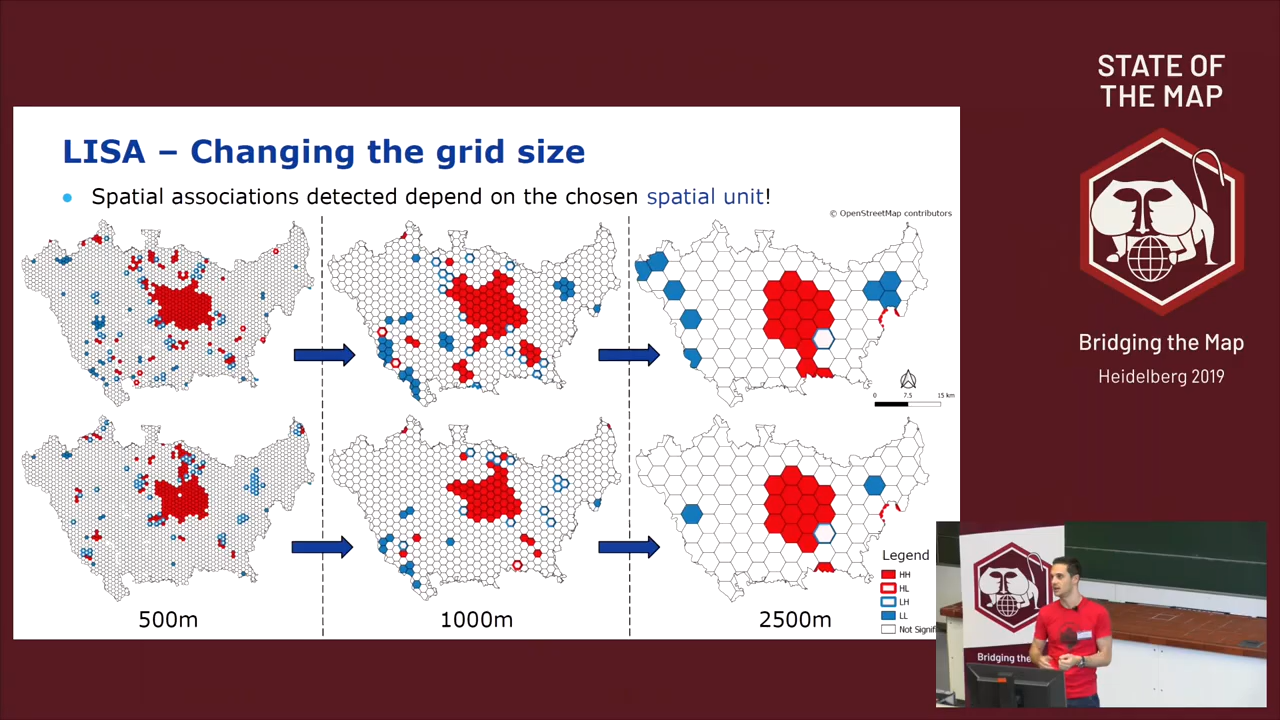 STATE OF
THE MAP
Bridging the Map
Heidelberg 2019
LISA – Changing the grid size
Spatial associations detected depend on the chosen spatial unit!
© OpenStreetMap contributors
0 7.5 15 km
Legend
HH
HL
LH
LL
Not Signif
500m
1000m
2500m
Bridging the